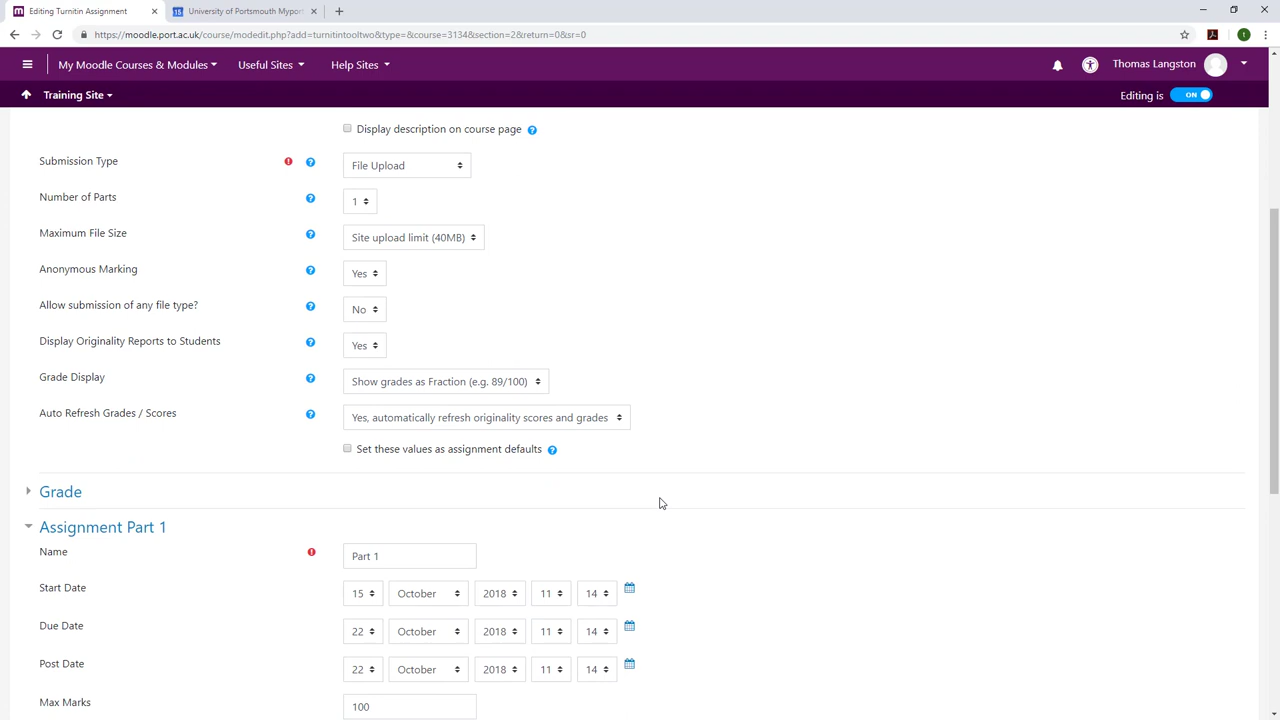 Editing Turnitin Assignment
University of Portsmouth Mypor
https://moodle.port.ac.uk/course/modedit.php?add=turnitintooltwo&type=&course=3134&section=2&return=0&sr=0
My Moodle Courses & Modules
Useful Sites
Help Sites
Thomas Langston
Training Site
Editing is ON
Display description on course page
Submission Type
File Upload
Number of Parts
1
Maximum File Size
Site upload limit (40MB)
Anonymous Marking
Yes
Allow submission of any file type?
No
Display Originality Reports to Students
Yes
Grade Display
Show grades as Fraction (e.g. 89/100)
Auto Refresh Grades / Scores
Yes, automatically refresh originality scores and grades
Set these values as assignment defaults
Grade
Assignment Part 1
Name
Part 1
Start Date
15 October 2018 11 14
Due Date
22 October 2018 11 14
Post Date
22 October 2018 11 14
Max Marks
100